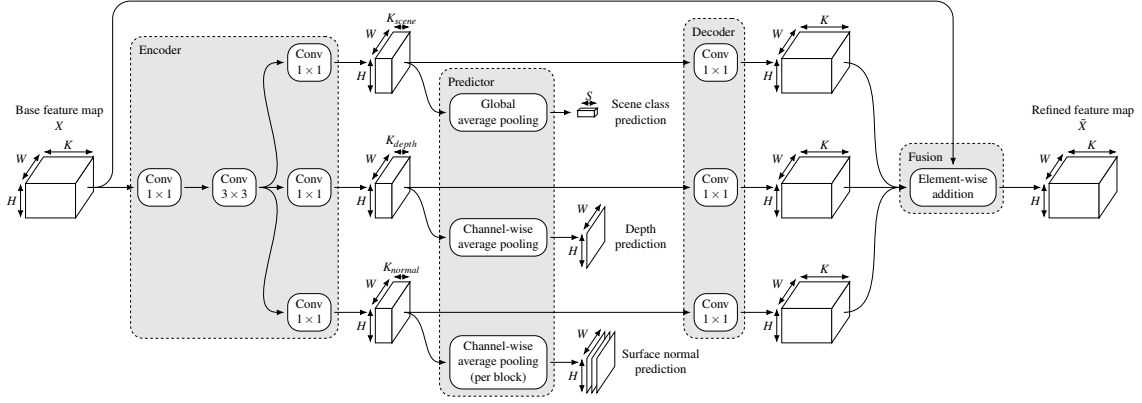 Base feature map
X
K
W
H
Encoder
Conv
1 × 1
Conv
3 × 3
Conv
1 × 1
Conv
1 × 1
Conv
1 × 1
K_scene
W
H
K_depth
W
H
K_normal
W
H
Predictor
Global
average pooling
Channel-wise
average pooling
Channel-wise
average pooling
(per block)
S
Scene class
prediction
W
H
Depth
prediction
W
H
Surface normal
prediction
Decoder
Conv
1 × 1
Conv
1 × 1
Conv
1 × 1
K
W
H
K
W
H
K
W
H
Fusion
Element-wise
addition
Refined feature map
X̃
K
W
H